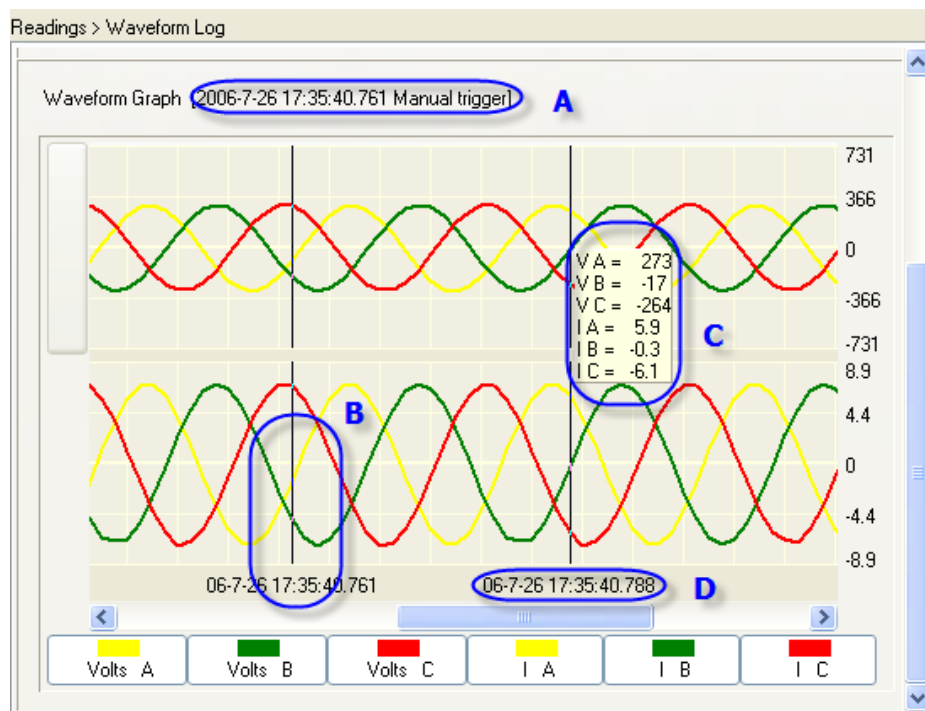 Readings > Waveform Log
Waveform Graph [2006-7-26 17:35:40.761 Manual trigger]
A
731
366
0
-366
-731
V A = 273
V B = -17
V C = -264
I A = 5.9
I B = -0.3
I C = -6.1
C
B
8.9
4.4
0
-4.4
-8.9
06-7-26 17:35:40.761
06-7-26 17:35:40.788
D
Volts A
Volts B
Volts C
I A
I B
I C